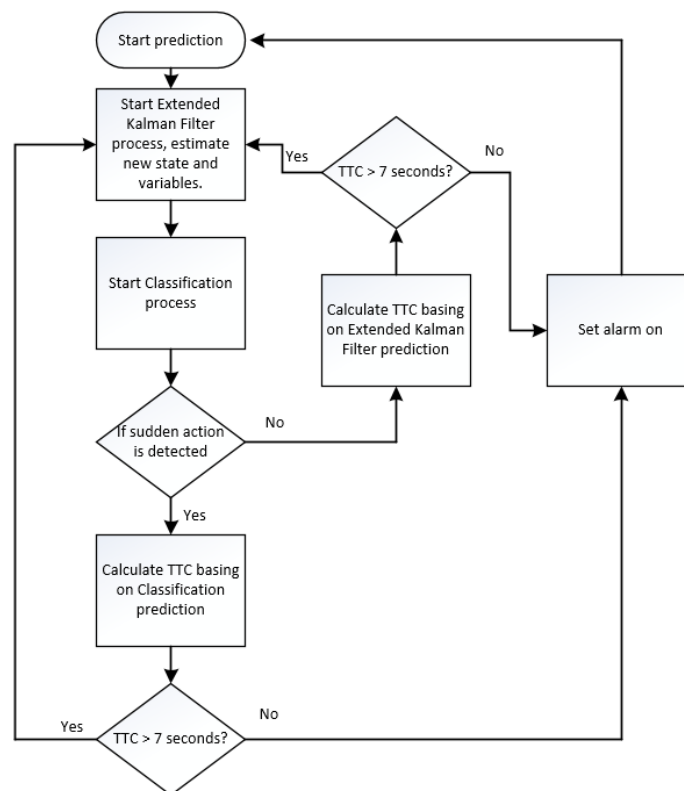 Start prediction
Start Extended
Kalman Filter
process, estimate
new state and
variables.
Yes
TTC > 7 seconds?
No
Start Classification
process
Calculate TTC basing
on Extended Kalman
Filter prediction
Set alarm on
If sudden action
is detected
No
Yes
Calculate TTC basing
on Classification
prediction
Yes
TTC > 7 seconds?
No